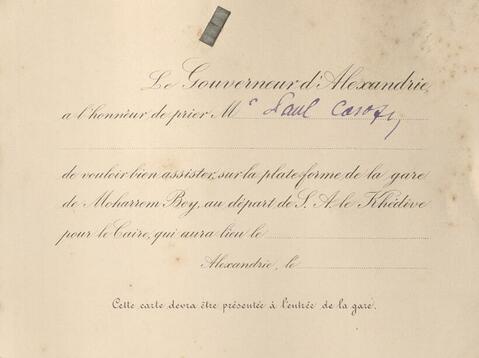 Le Gouverneur d'Alexandrie,
a l'honneur de prier M^r Paul
de vouloir bien assister, sur la plateforme de la gare
de Moharrem Bey, au départ de S. A. le Khédive
pour le Caire, qui aura lieu le
Alexandrie, le
Cette carte devra être présentée à l'entrée de la gare.